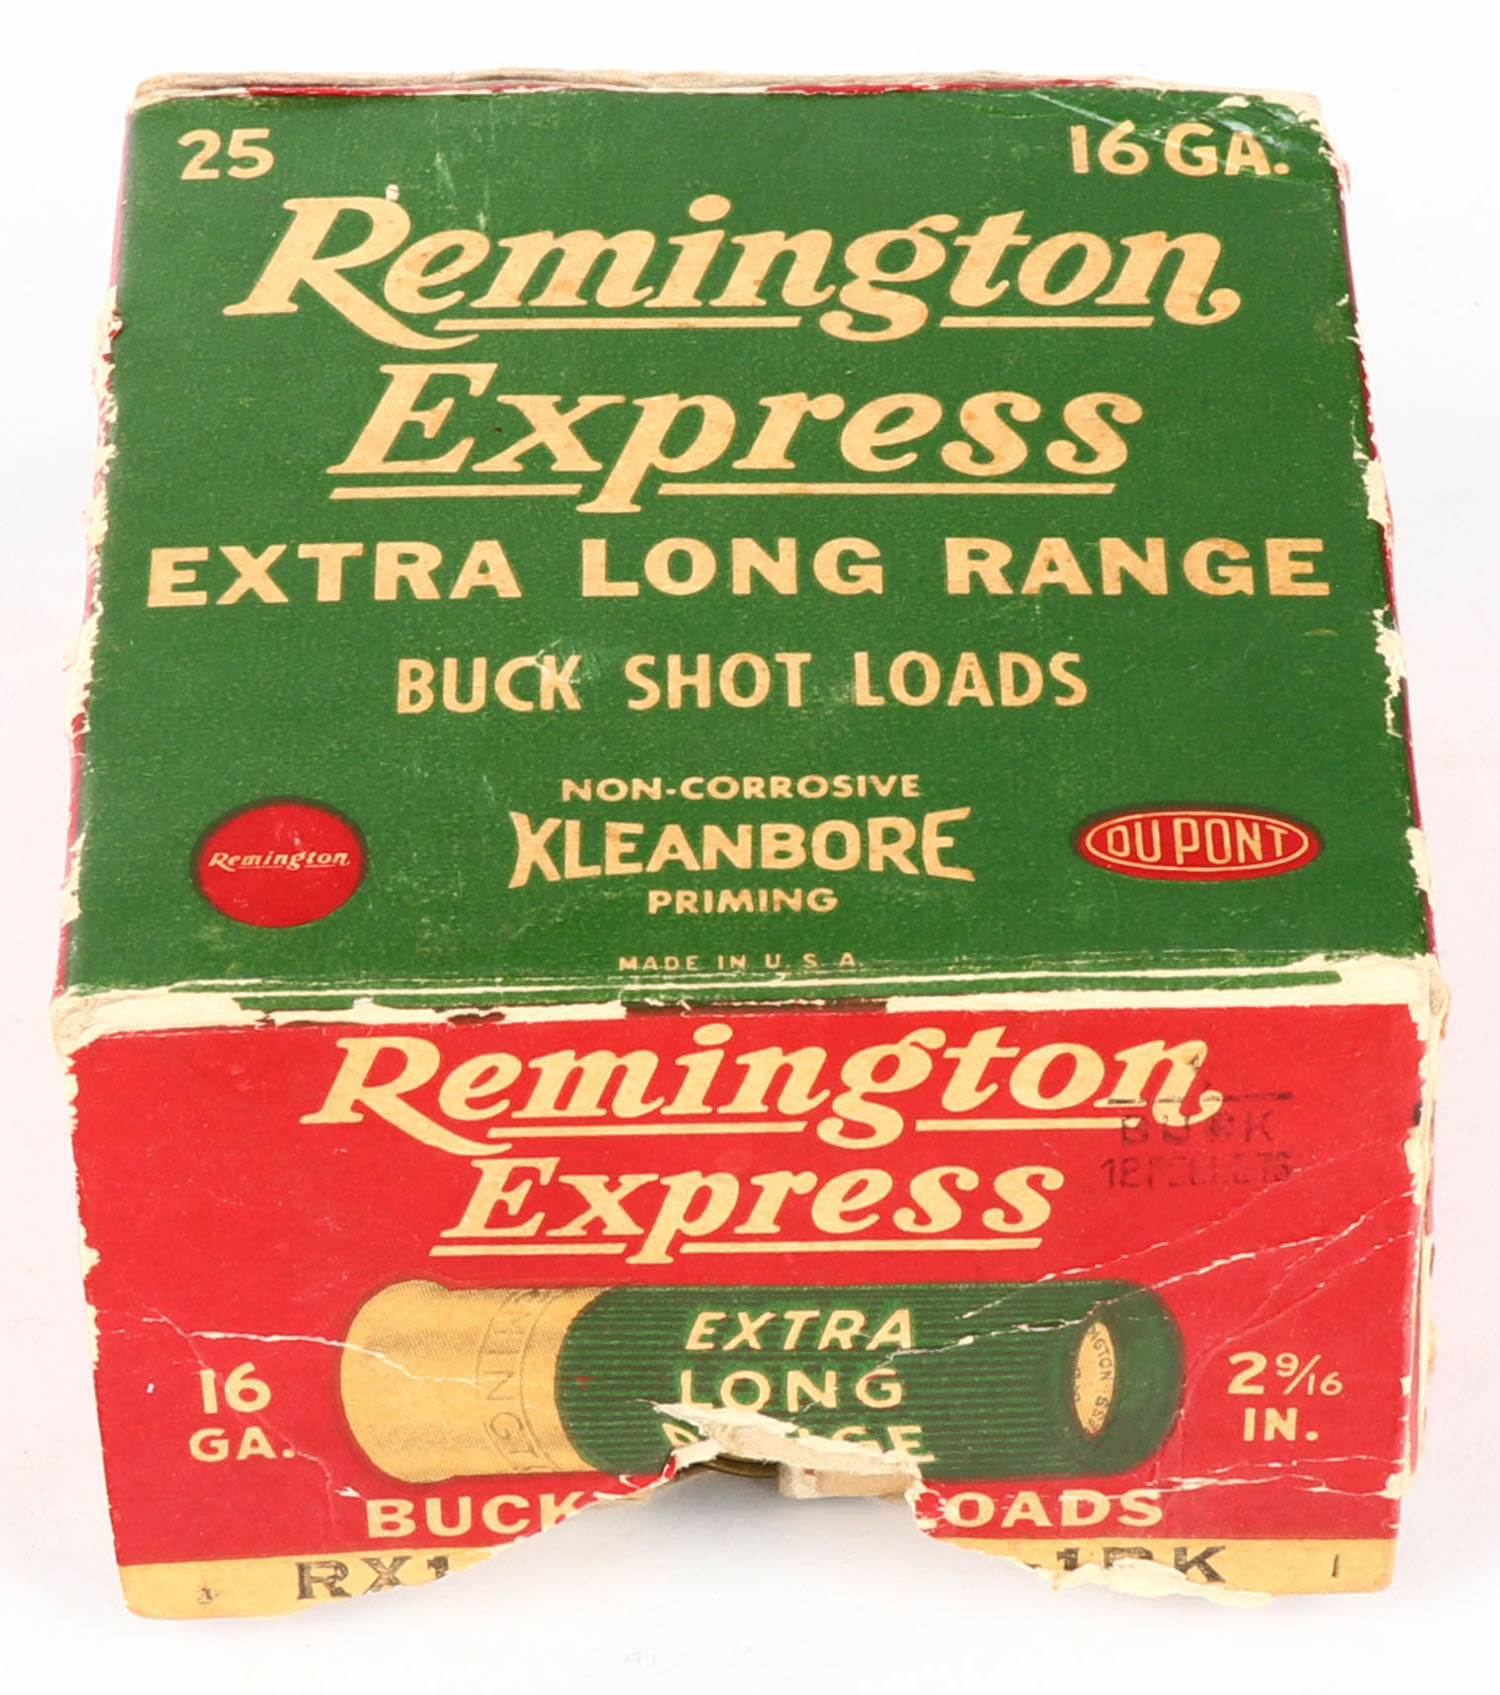 25
16 GA.
Remington
Express
EXTRA LONG RANGE
BUCK SHOT LOADS
NON-CORROSIVE
KLEANBORE
PRIMING
Remington
DU PONT
MADE IN U. S. A.
Remington
Express
BUCK
EXTRA
LONG
16
GA.
2 9/16
IN.
BUCK